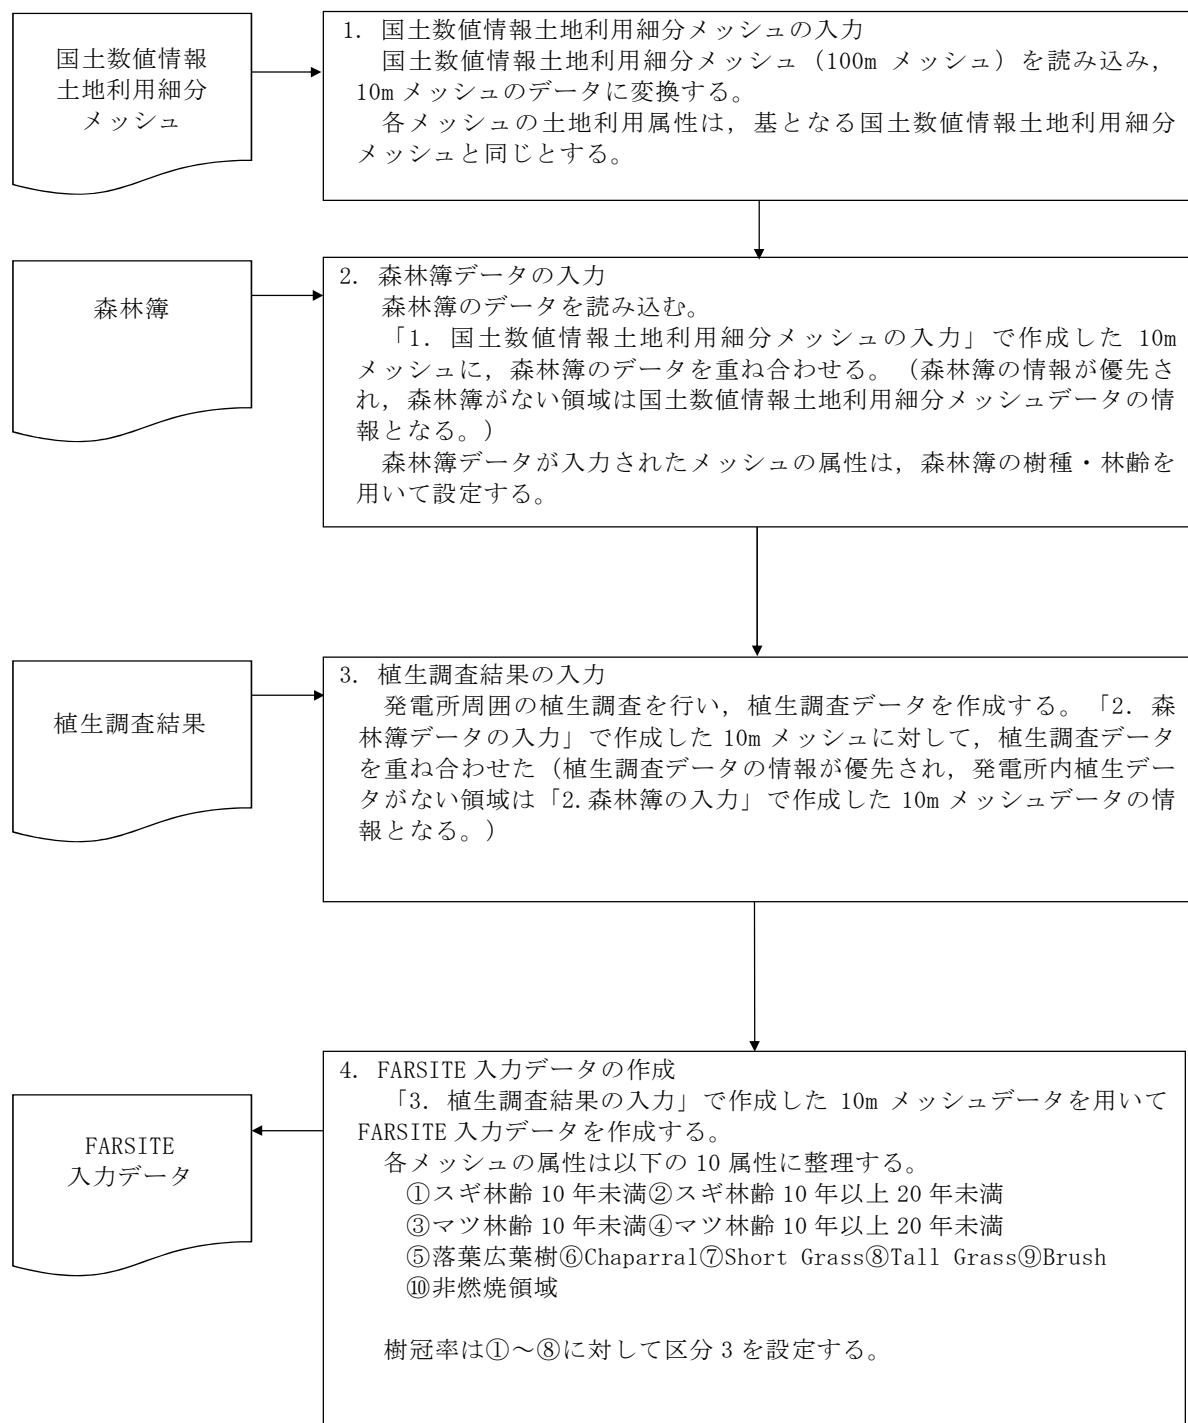 国土数値情報
土地利用細分
メッシュ
1. 国土数値情報土地利用細分メッシュの入力
国土数値情報土地利用細分メッシュ（100m メッシュ）を読み込み，
10m メッシュのデータに変換する。
各メッシュの土地利用属性は，基となる国土数値情報土地利用細分
メッシュと同じとする。
森林簿
2. 森林簿データの入力
森林簿のデータを読み込む。
「1. 国土数値情報土地利用細分メッシュの入力」で作成した 10m
メッシュに，森林簿のデータを重ね合わせる。（森林簿の情報が優先さ
れ，森林簿がない領域は国土数値情報土地利用細分メッシュデータの情
報となる。）
森林簿データが入力されたメッシュの属性は，森林簿の樹種・林齢を
用いて設定する。
植生調査結果
3. 植生調査結果の入力
発電所周囲の植生調査を行い，植生調査データを作成する。「2. 森
林簿データの入力」で作成した 10m メッシュに対して，植生調査データ
を重ね合わせた（植生調査データの情報が優先され，発電所内植生デー
タがない領域は「2.森林簿の入力」で作成した 10m メッシュデータの情
報となる。）
FARSITE
入力データ
4. FARSITE 入力データの作成
「3. 植生調査結果の入力」で作成した 10m メッシュデータを用いて
FARSITE 入力データを作成する。
各メッシュの属性は以下の 10 属性に整理する。
①スギ林齢 10 年未満②スギ林齢 10 年以上 20 年未満
③マツ林齢 10 年未満④マツ林齢 10 年以上 20 年未満
⑤落葉広葉樹⑥Chaparral⑦Short Grass⑧Tall Grass⑨Brush
⑩非燃焼領域
樹冠率は①～⑧に対して区分 3 を設定する。